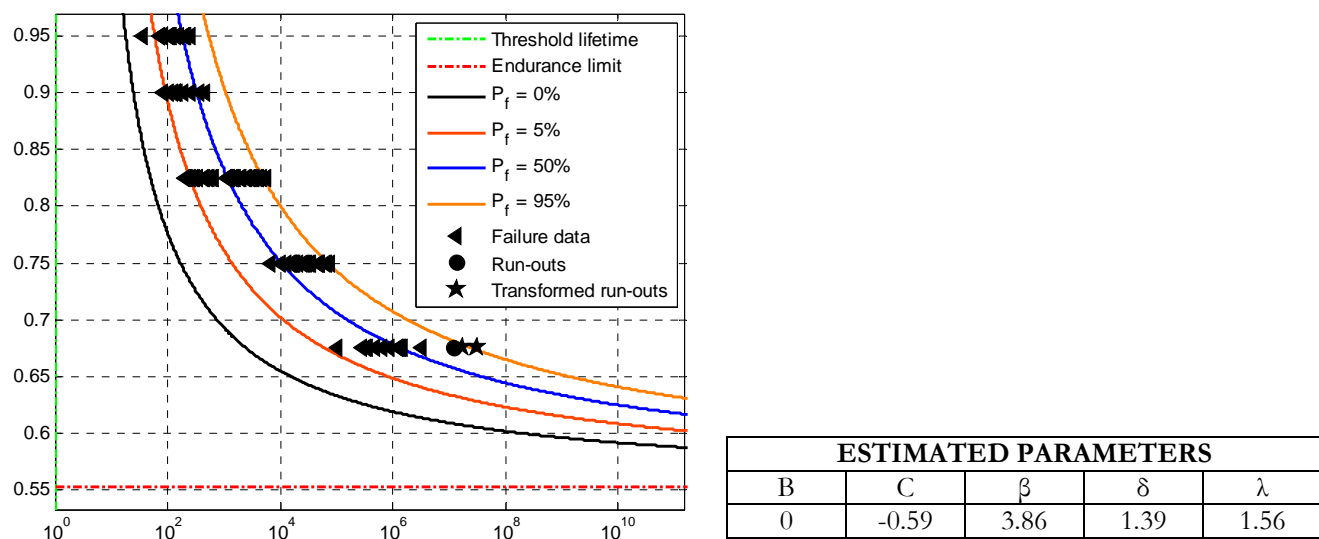 0.95
0.9
0.85
0.8
0.75
0.7
0.65
0.6
0.55
10^0 10^2 10^4 10^6 10^8 10^10
Threshold lifetime
Endurance limit
P_f = 0%
P_f = 5%
P_f = 50%
P_f = 95%
Failure data
Run-outs
Transformed run-outs
ESTIMATED PARAMETERS
B C β δ λ
0 -0.59 3.86 1.39 1.56